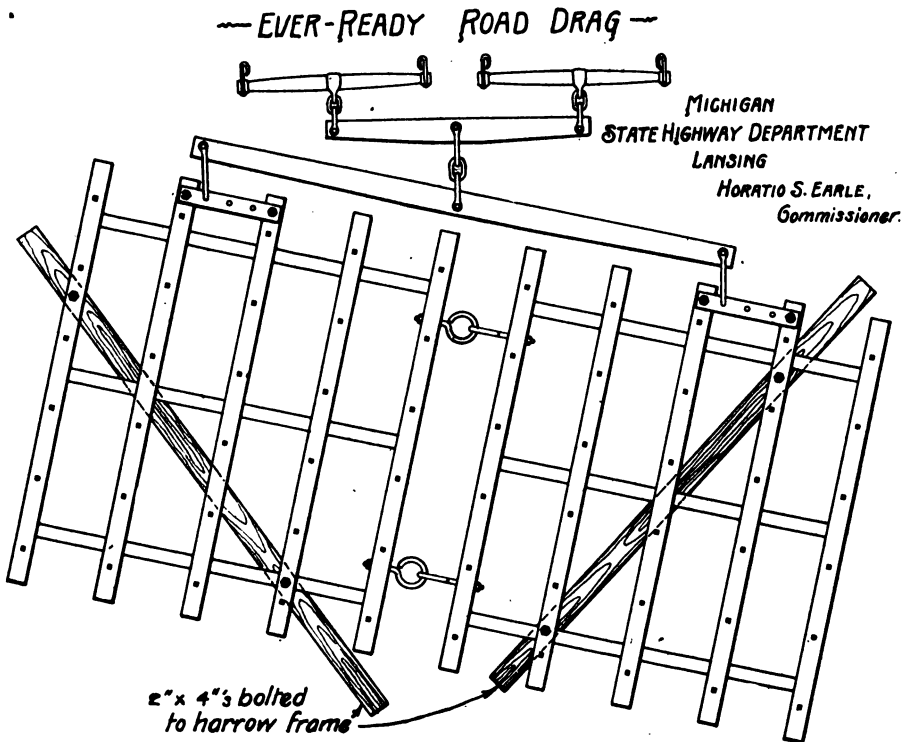 EVER-READY ROAD DRAG
MICHIGAN
STATE HIGHWAY DEPARTMENT
LANSING
HORATIO S. EARLE,
Commissioner.
2" x 4"'s bolted
to harrow frame